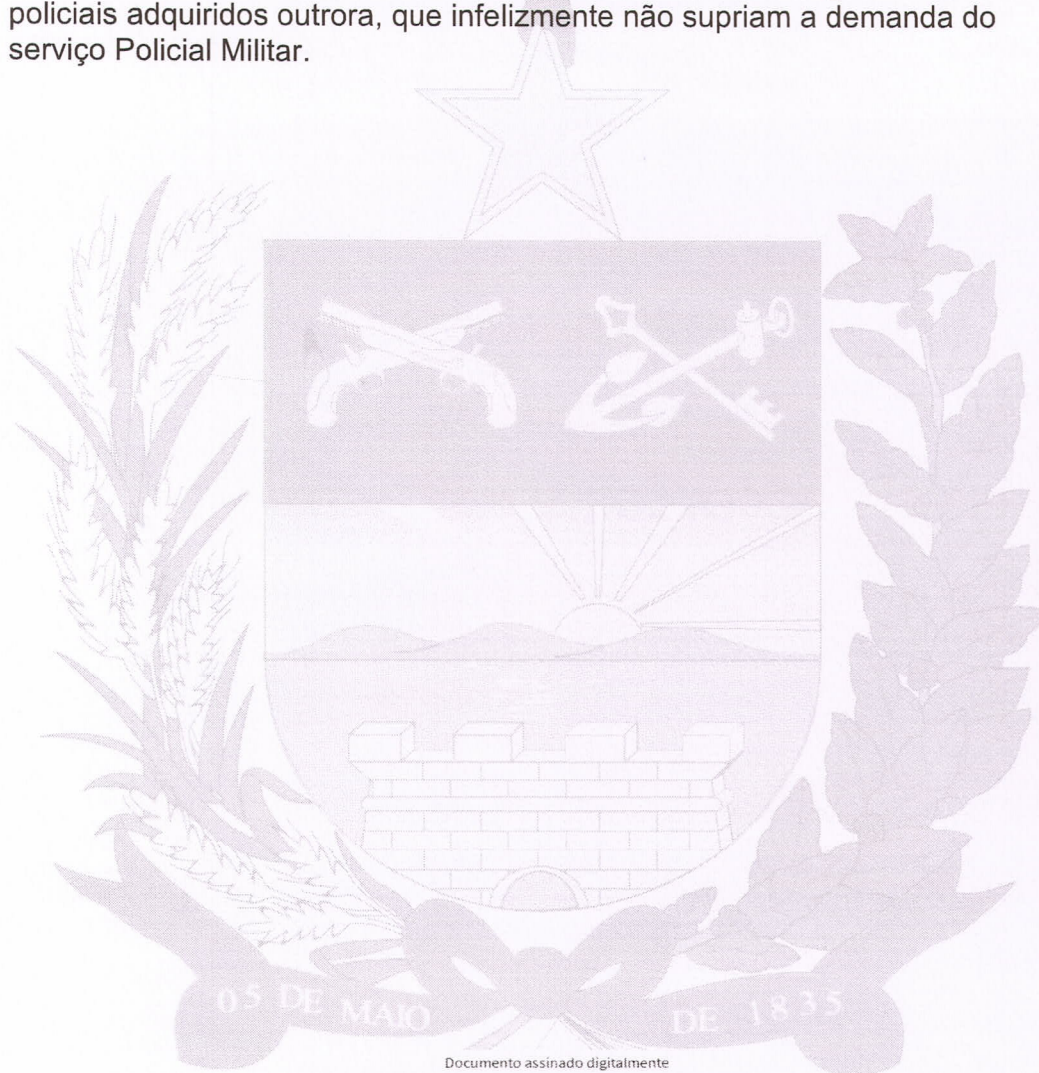 policiais adquiridos outrora, que infelizmente não supriam a demanda do
serviço Policial Militar.
05 DE MAIO DE 1835
Documento assinado digitalmente